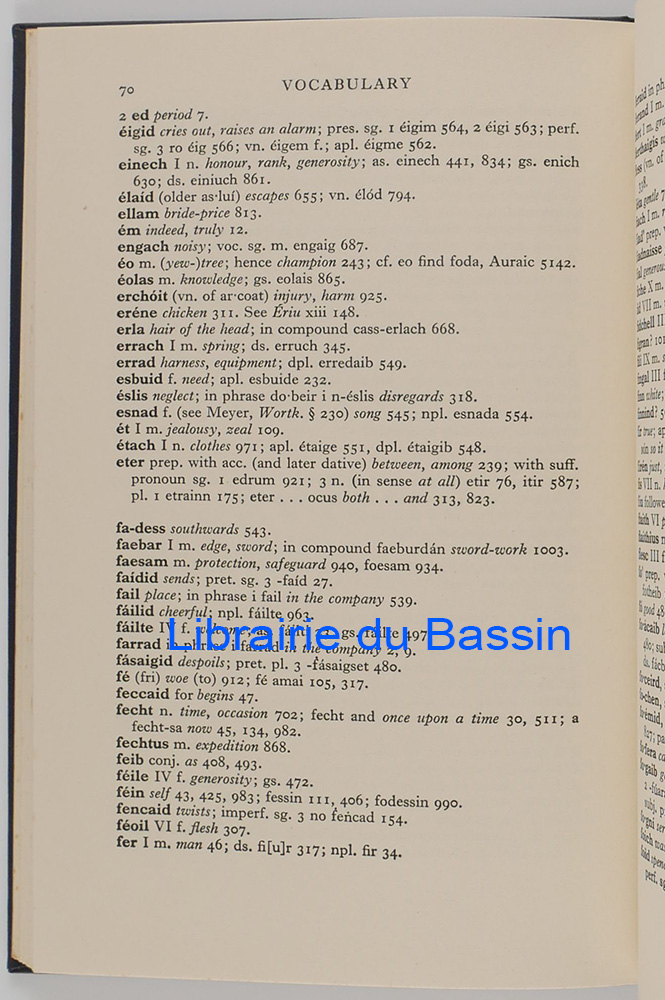 70
VOCABULARY
2 ed period 7.
éigid cries out, raises an alarm; pres. sg. 1 éigim 564, 2 éigi 563; perf.
sg. 3 ro éig 566; vn. éigem f.; apl. éigme 562.
einech I n. honour, rank, generosity; as. einech 441, 834; gs. enich
630; ds. einiuch 861.
élaíd (older as·luí) escapes 655; vn. élód 794.
ellam bride-price 813.
ém indeed, truly 12.
engach noisy; voc. sg. m. engaig 687.
éo m. (yew-)tree; hence champion 243; cf. eo find foda, Auraic 5142.
éolas m. knowledge; gs. eolais 865.
erchóit (vn. of ar·coat) injury, harm 925.
eréne chicken 311. See Ériu xiii 148.
erla hair of the head; in compound cass-erlach 668.
errach I m. spring; ds. erruch 345.
errad harness, equipment; dpl. erredaib 549.
esbuid f. need; apl. esbuide 232.
éslis neglect; in phrase do·beir i n-éslis disregards 318.
esnad f. (see Meyer, Wortk. § 230) song 545; npl. esnada 554.
ét I m. jealousy, zeal 109.
étach I n. clothes 971; apl. étaige 551, dpl. étaigib 548.
eter prep. with acc. (and later dative) between, among 239; with suff.
pronoun sg. 1 edrum 921; 3 n. (in sense at all) etir 76, itir 587;
pl. 1 etrainn 175; eter . . . ocus both . . . and 313, 823.
fa-dess southwards 543.
faebar I m. edge, sword; in compound faeburdán sword-work 1003.
faesam m. protection, safeguard 940, foesam 934.
faídid sends; pret. sg. 3 -faíd 27.
fail place; in phrase i fail in the company 539.
fáilid cheerful; npl. fáilte 963.
fáilte IV f. gs. fáilte 497
Librairie du Bassin
farrad in phrase i farrad in the company 2, 9.
fásaigid despoils; pret. pl. 3 -fásaigset 480.
fé (fri) woe (to) 912; fé amai 105, 317.
feccaid for begins 47.
fecht n. time, occasion 702; fecht and once upon a time 30, 511; a
fecht-sa now 45, 134, 982.
fechtus m. expedition 868.
feib conj. as 408, 493.
féile IV f. generosity; gs. 472.
féin self 43, 425, 983; fessin 111, 406; fodessin 990.
fencaid twists; imperf. sg. 3 no feṅcad 154.
féoil VI f. flesh 307.
fer I m. man 46; ds. fi[u]r 317; npl. fir 34.